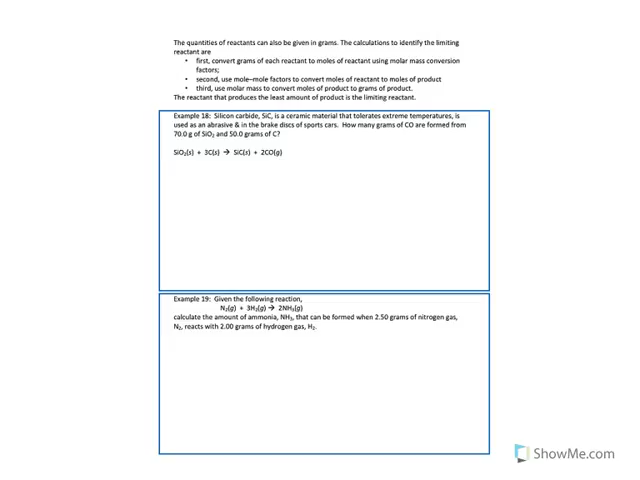 The quantities of reactants can also be given in grams. The calculations to identify the limiting
reactant are
• first, convert grams of each reactant to moles of reactant using molar mass conversion
factors;
• second, use mole–mole factors to convert moles of reactant to moles of product
• third, use molar mass to convert moles of product to grams of product.
The reactant that produces the least amount of product is the limiting reactant.
Example 18: Silicon carbide, SiC, is a ceramic material that tolerates extreme temperatures, is
used as an abrasive & in the brake discs of sports cars. How many grams of CO are formed from
70.0 g of SiO₂ and 50.0 grams of C?
SiO₂(s) + 3C(s) → SiC(s) + 2CO(g)
Example 19: Given the following reaction,
N₂(g) + 3H₂(g) → 2NH₃(g)
calculate the amount of ammonia, NH₃, that can be formed when 2.50 grams of nitrogen gas,
N₂, reacts with 2.00 grams of hydrogen gas, H₂.
ShowMe.com